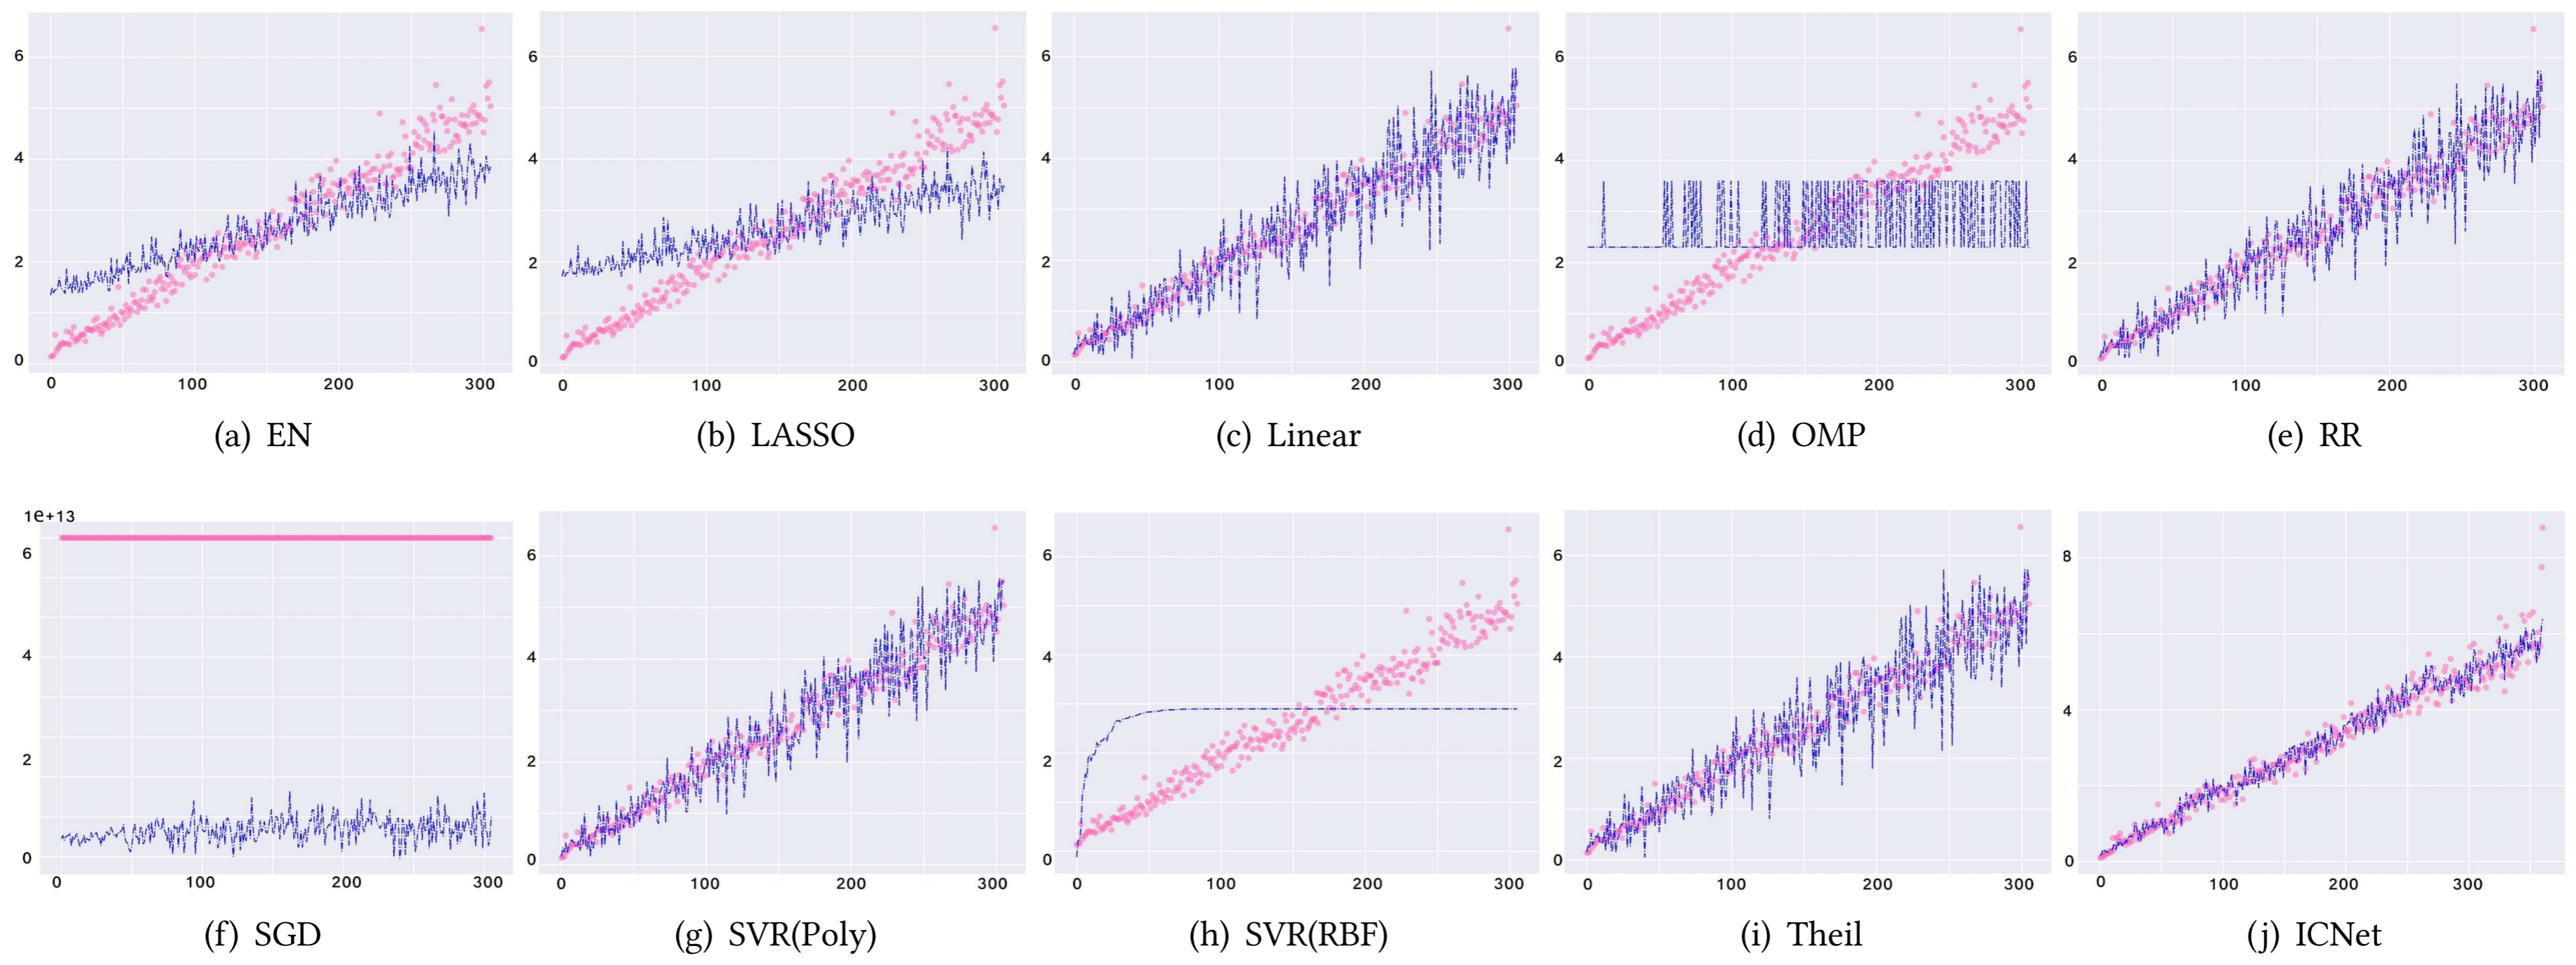 6
4
2
0
0 100 200 300
(a) EN
6
4
2
0
0 100 200 300
(b) LASSO
6
4
2
0
0 100 200 300
(c) Linear
6
4
2
0
0 100 200 300
(d) OMP
6
4
2
0
0 100 200 300
(e) RR
1e+13
6
4
2
0
0 100 200 300
(f) SGD
6
4
2
0
0 100 200 300
(g) SVR(Poly)
6
4
2
0
0 100 200 300
(h) SVR(RBF)
6
4
2
0
0 100 200 300
(i) Theil
8
4
0
0 100 200 300
(j) ICNet